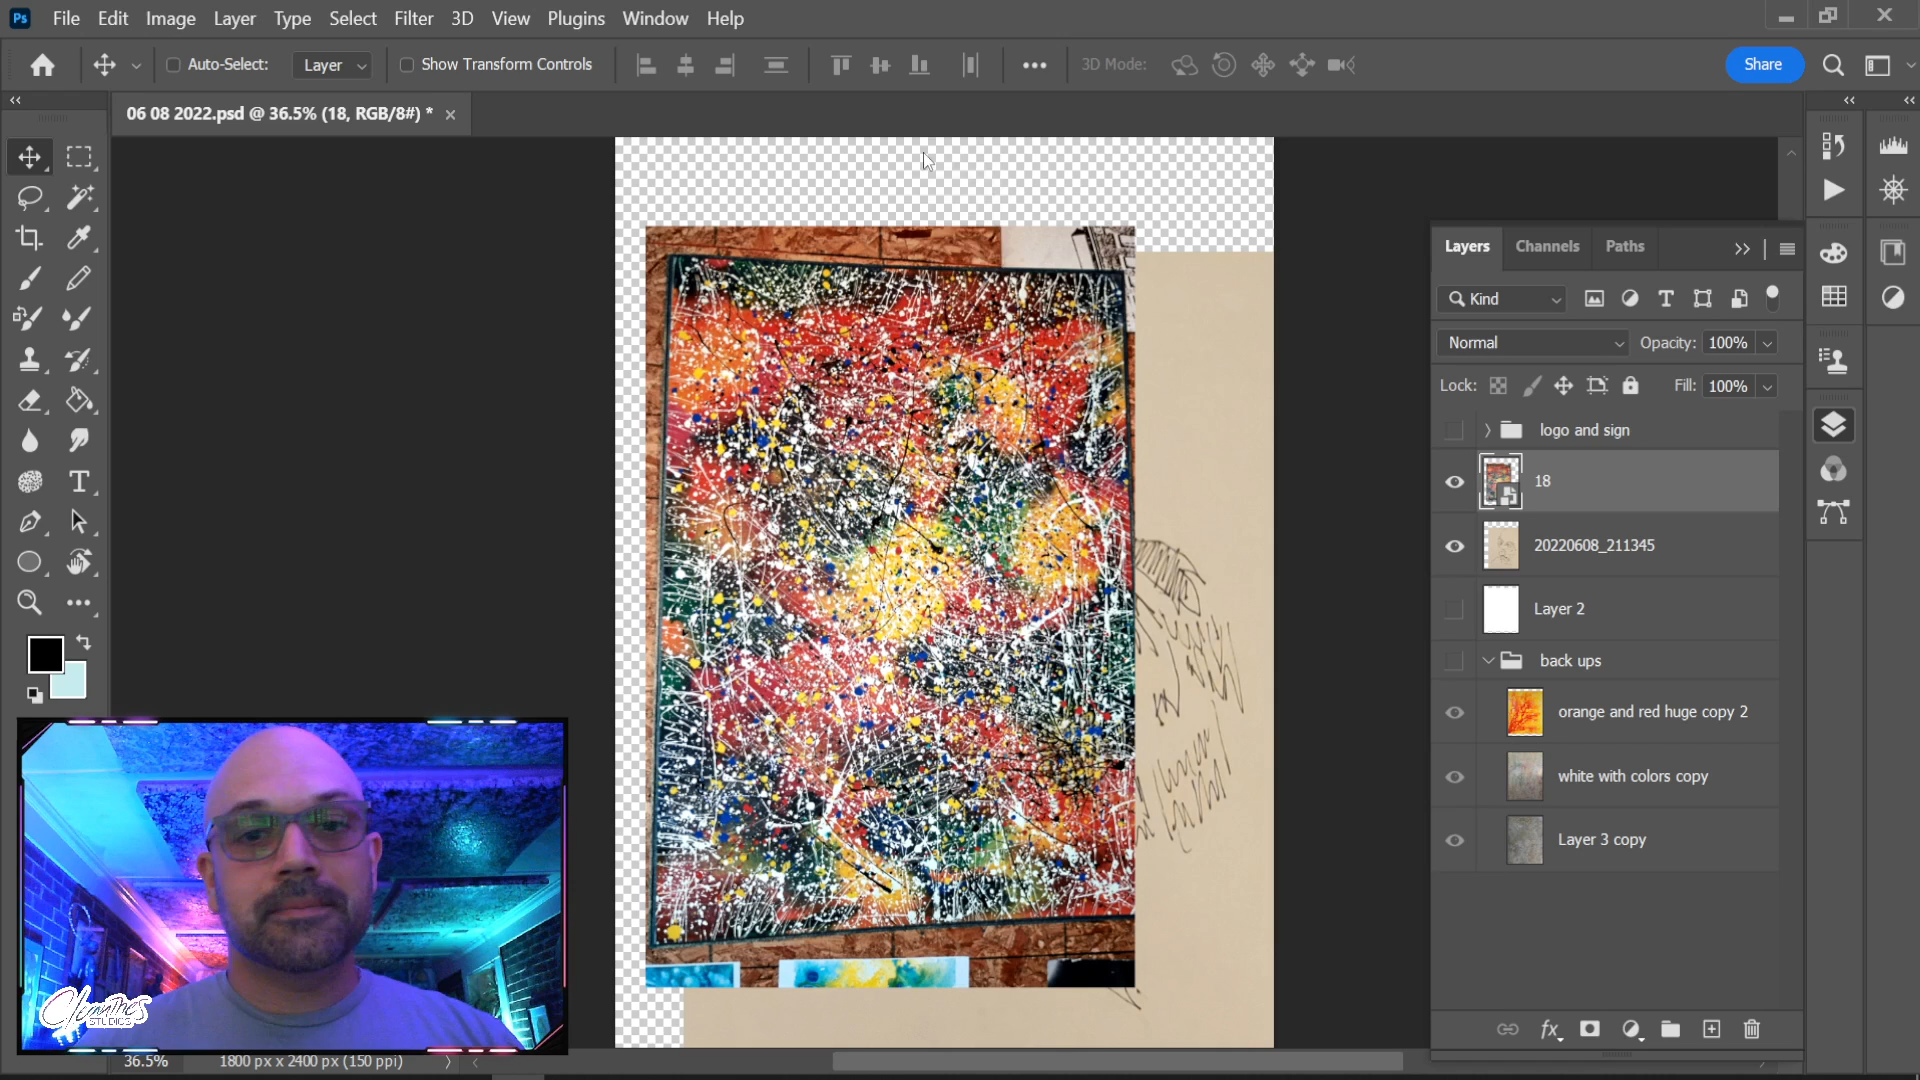 Ps File Edit Image Layer Type Select Filter 3D View Plugins Window Help
Auto-Select: Layer Show Transform Controls 3D Mode: Share
06 08 2022.psd @ 36.5% (18, RGB/8#) *
Layers Channels Paths
Kind
Normal Opacity: 100%
Lock: Fill: 100%
logo and sign
18
20220608_211345
Layer 2
back ups
orange and red huge copy 2
white with colors copy
Layer 3 copy
fx
Cleanthes
STUDIOS
36.5% 1800 px x 2400 px (150 ppi)